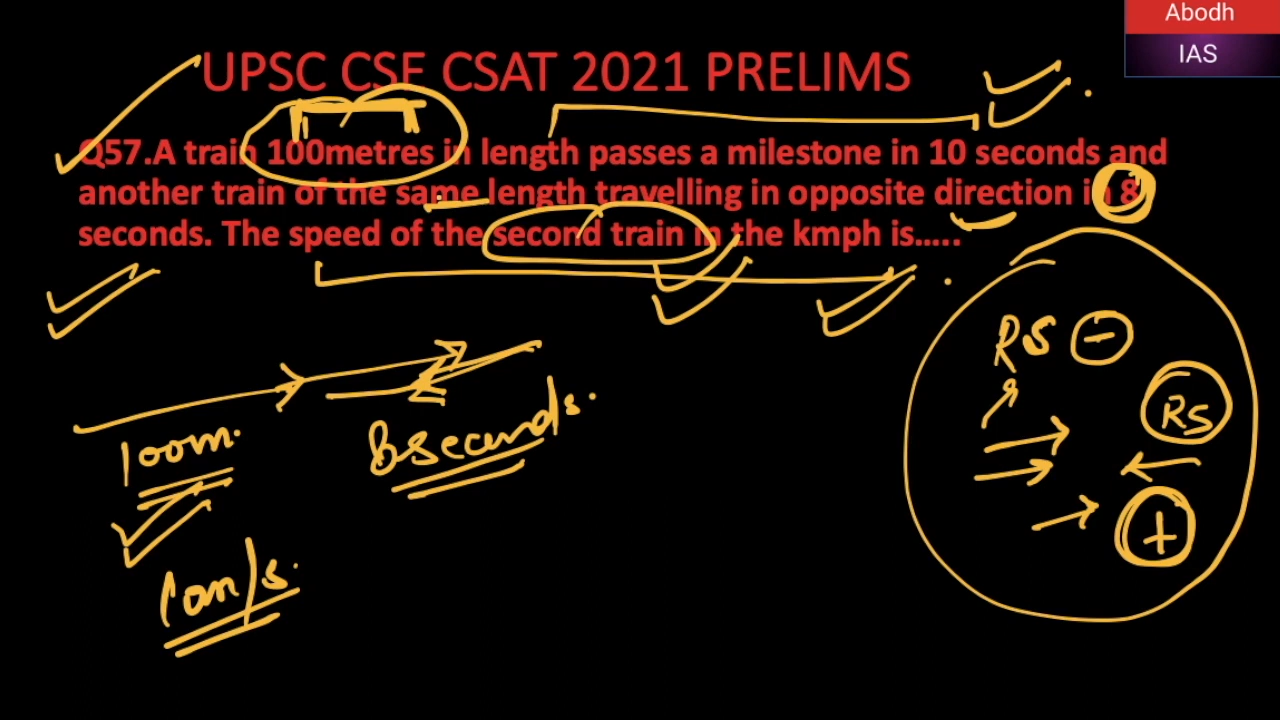 Abodh
IAS
UPSC CSE CSAT 2021 PRELIMS
Q57.A train 100metres in length passes a milestone in 10 seconds and
another train of the same length travelling in opposite direction in 8
seconds. The speed of the second train in the kmph is.....
RS −
RS
+
100m.
8seconds.
10m/s.